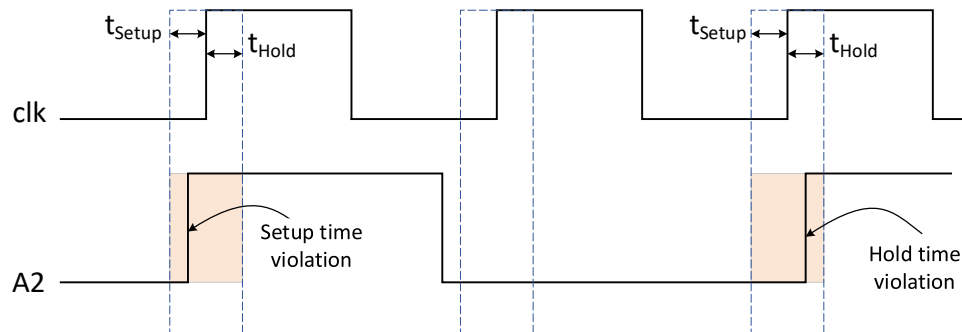 tSetup
tHold
tSetup
tHold
clk
Setup time
violation
Hold time
violation
A2